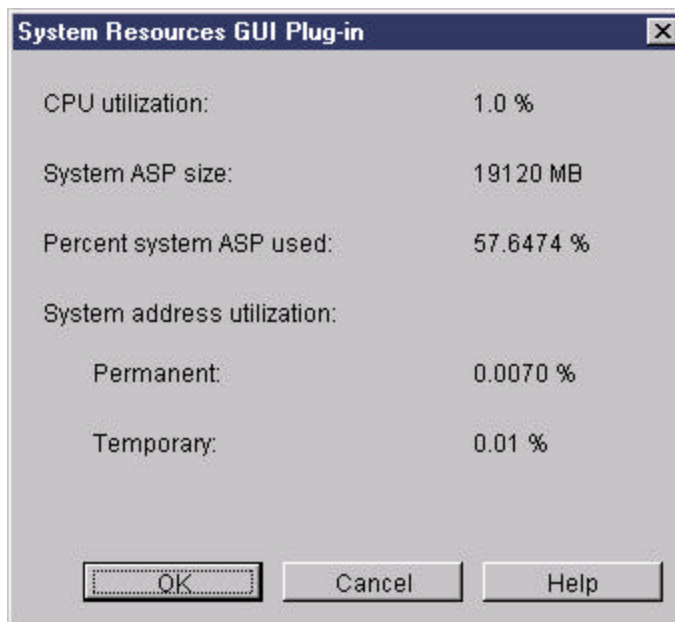 System Resources GUI Plug-in
CPU utilization: 1.0 %
System ASP size: 19120 MB
Percent system ASP used: 57.6474 %
System address utilization:
Permanent: 0.0070 %
Temporary: 0.01 %
OK Cancel Help